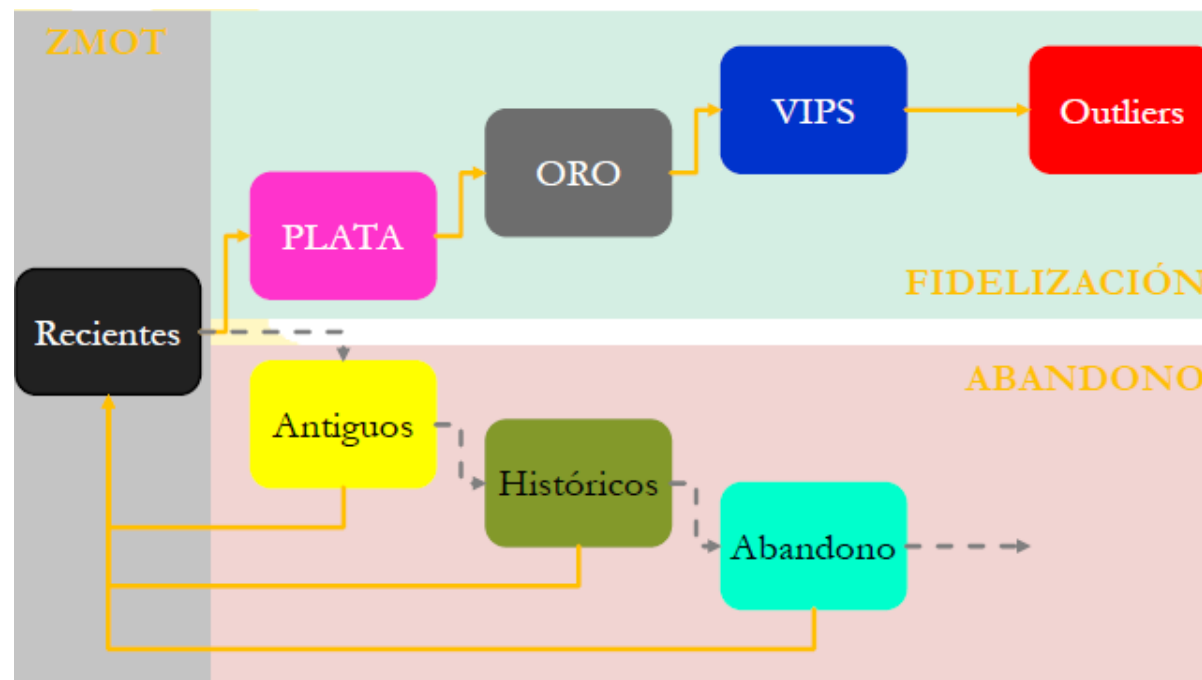 ZMOT
VIPS
Outliers
ORO
PLATA
FIDELIZACIÓN
Recientes
ABANDONO
Antiguos
Históricos
Abandono